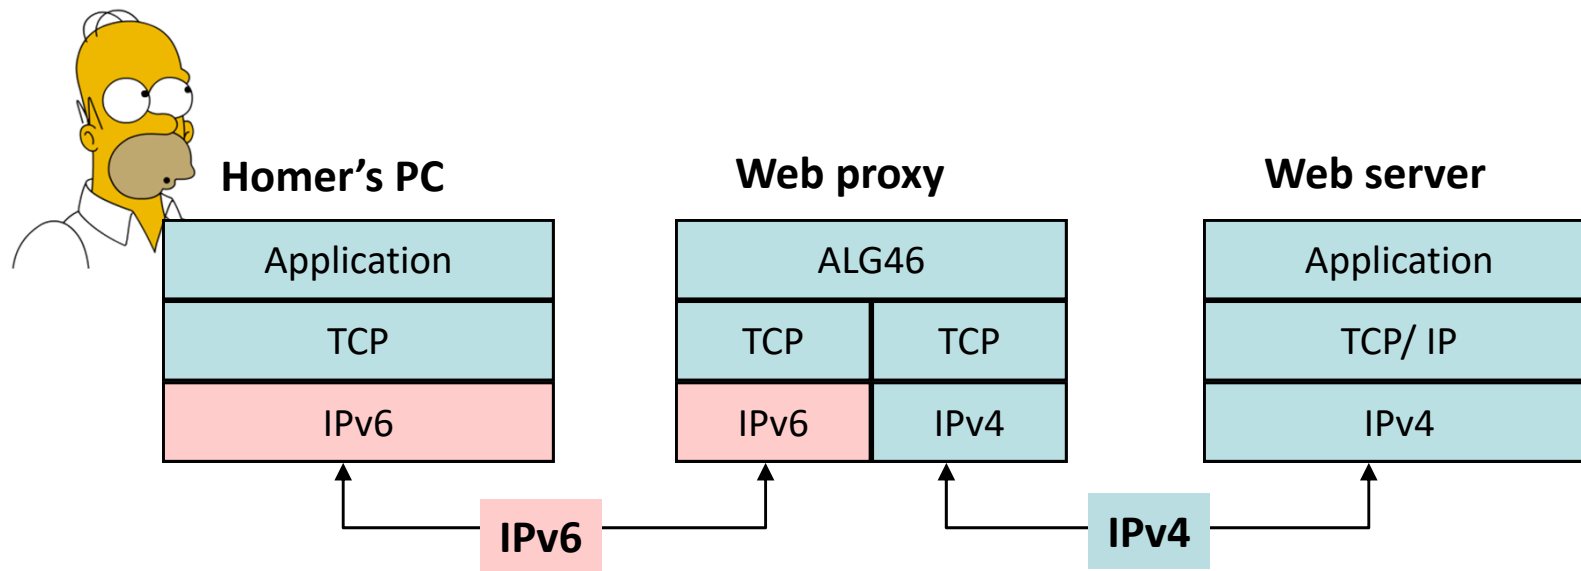 Homer's PC
Web proxy
Web server
Application
ALG46
Application
TCP
TCP
TCP
TCP/ IP
IPv6
IPv6
IPv4
IPv4
IPv6
IPv4